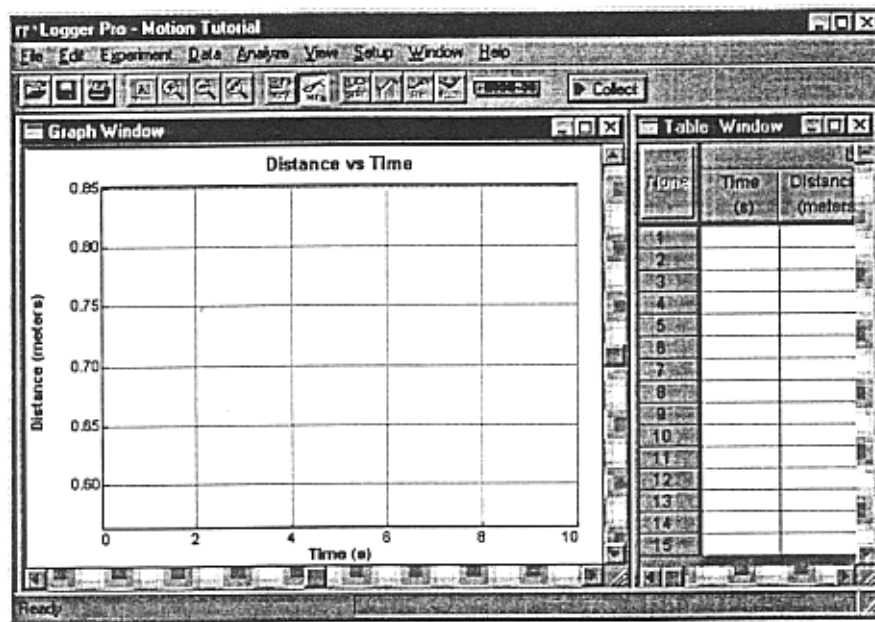 Logger Pro - Motion Tutorial
File Edit Experiment Data Analyze View Setup Window Help
Collect
Graph Window
Distance vs Time
0.85
0.80
0.75
0.70
0.65
0.60
Distance (meters)
0 2 4 6 8 10
Time (s)
Table Window
None
Time
(s)
Distance
(meters
1
2
3
4
5
6
7
8
9
10
11
12
13
14
15
Ready